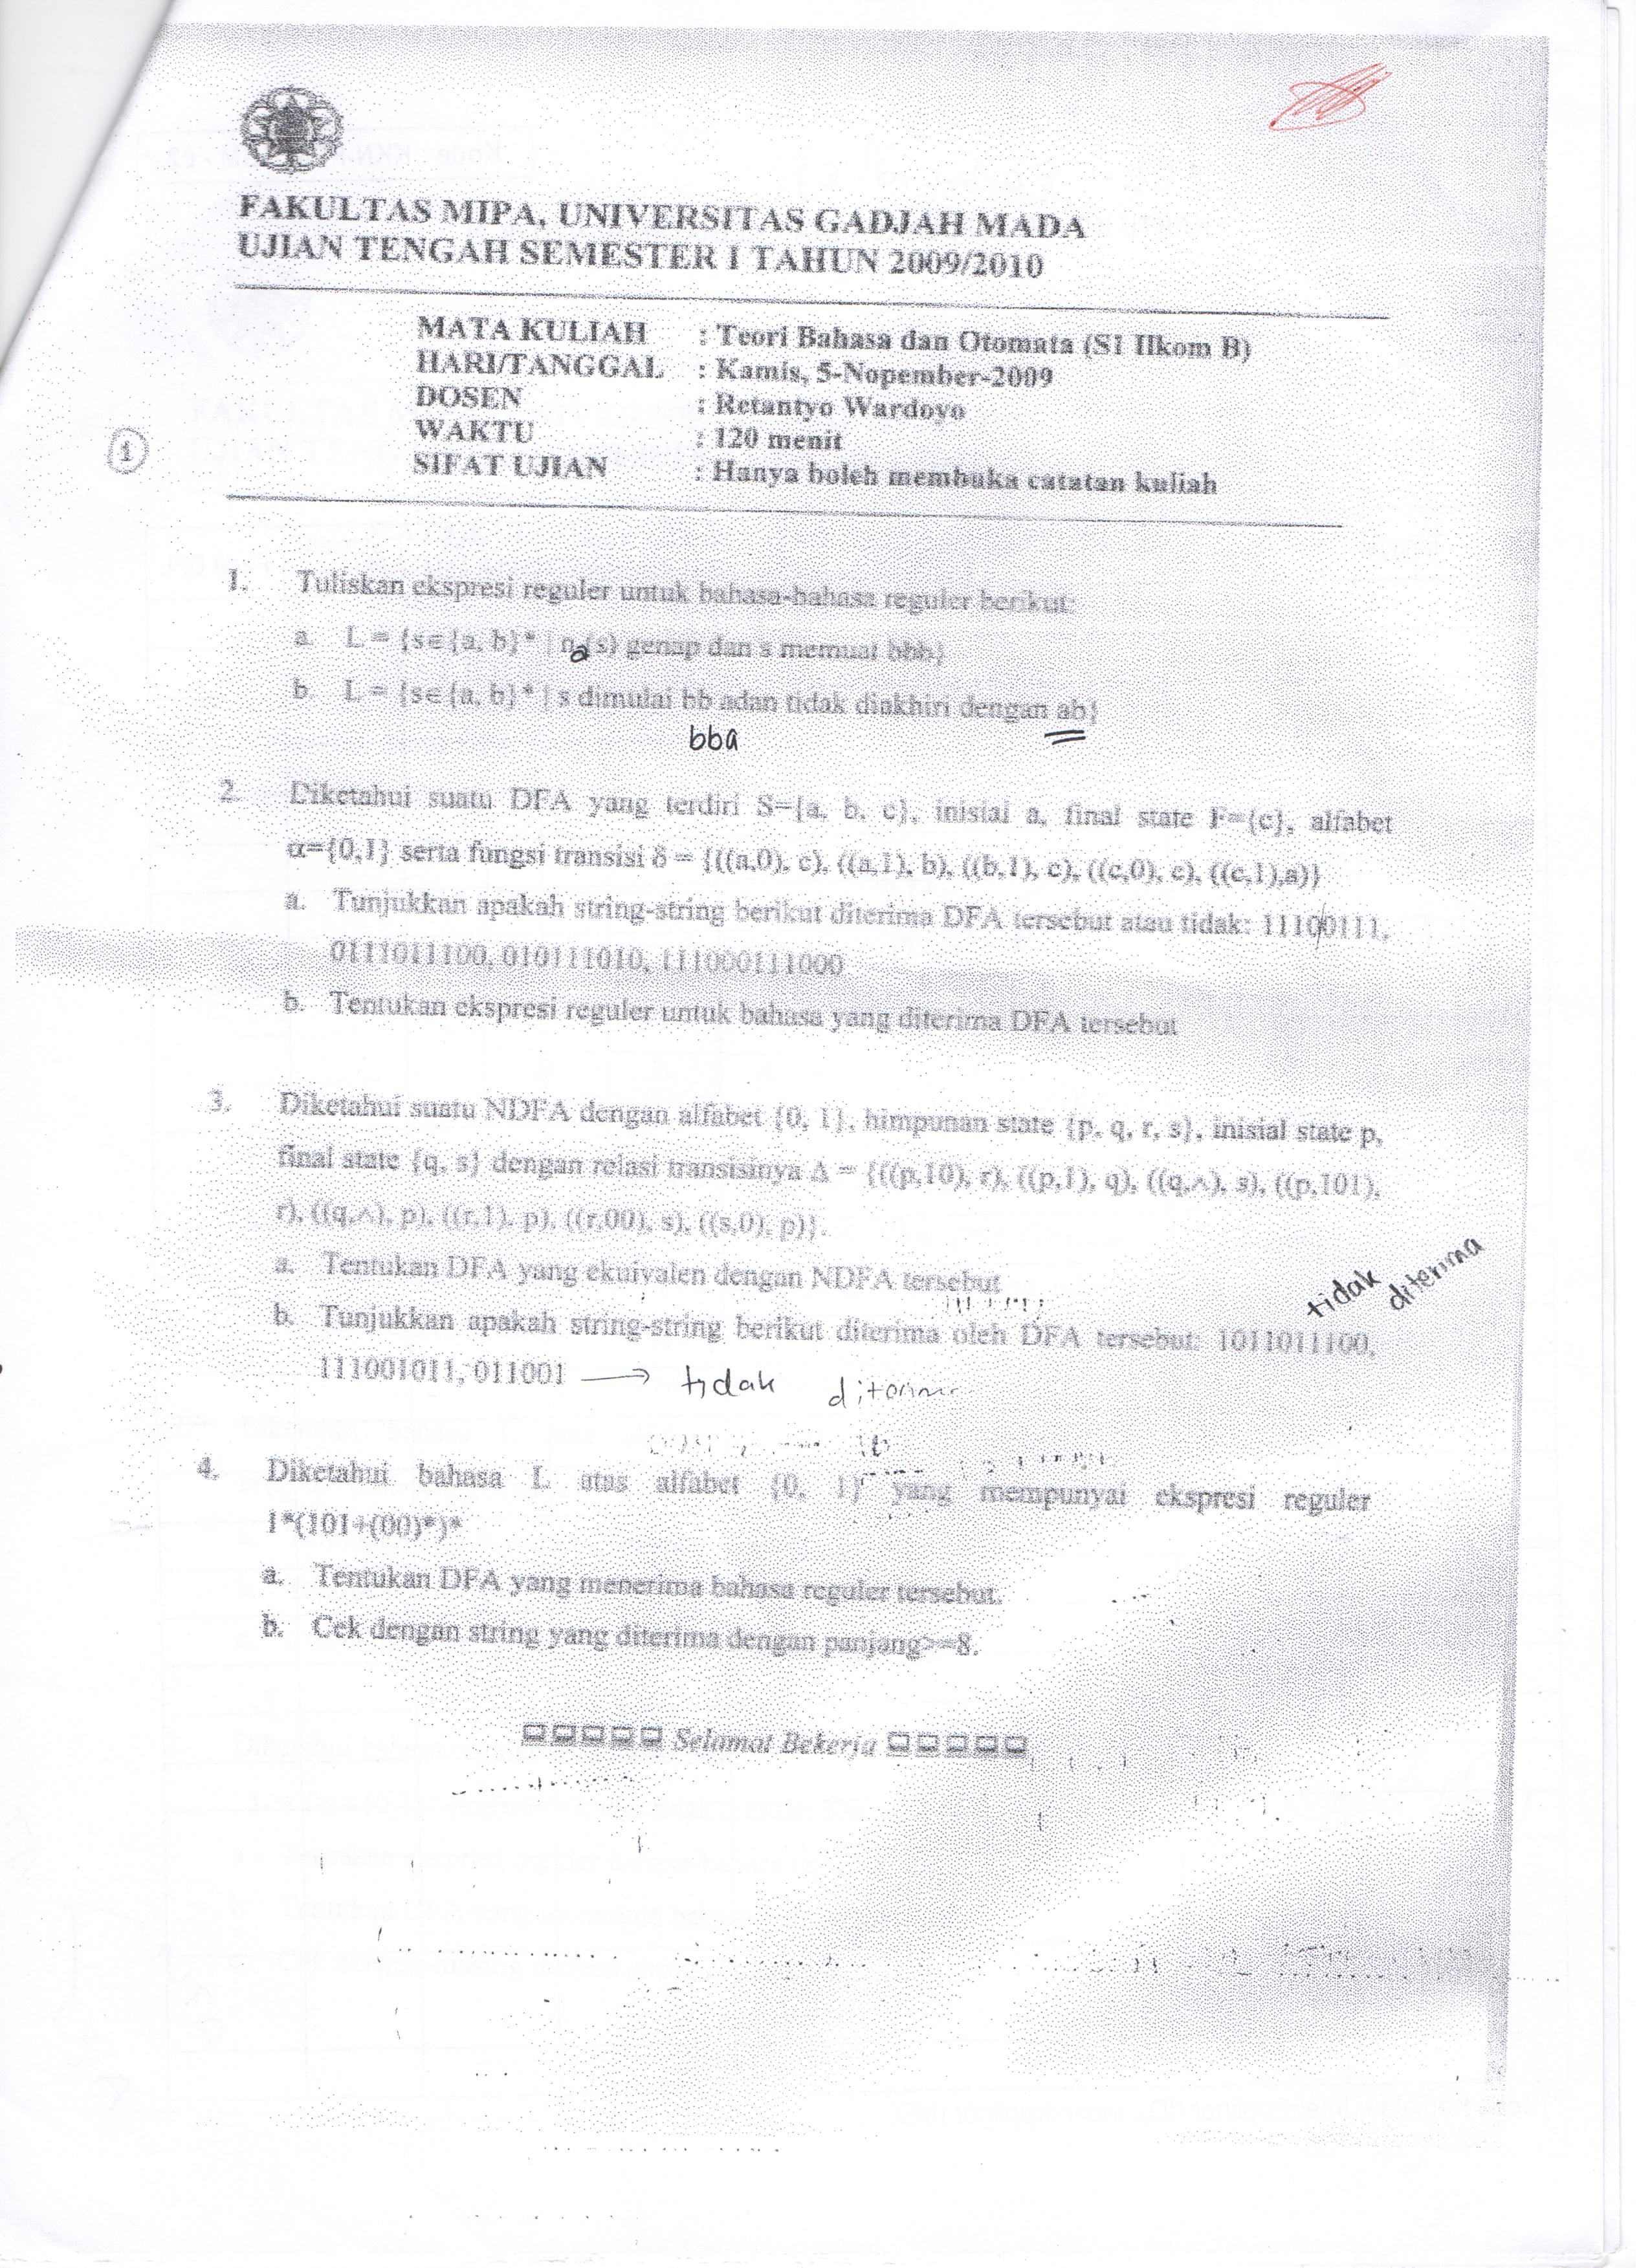 FAKULTAS MIPA, UNIVERSITAS GADJAH MADA
UJIAN TENGAH SEMESTER I TAHUN 2009/2010
MATA KULIAH : Teori Bahasa dan Otomata (S1 Ilkom B)
HARI/TANGGAL : Kamis, 5-Nopember-2009
DOSEN : Retantyo Wardoyo
WAKTU : 120 menit
SIFAT UJIAN : Hanya boleh membuka catatan kuliah
1
1. Tuliskan ekspresi reguler untuk bahasa-bahasa reguler berikut:
a. L = {s∈{a, b}* | na(s) genap dan s memuat bbb}
b. L = {s∈{a, b}* | s dimulai bb adan tidak diakhiri dengan ab}
bba
2. Diketahui suatu DFA yang terdiri S={a, b, c}, inisial a, final state F={c}, alfabet
α={0,1} serta fungsi transisi δ = {((a,0), c), ((a,1), b), ((b,1), c), ((c,0), c), ((c,1),a)}
a. Tunjukkan apakah string-string berikut diterima DFA tersebut atau tidak: 11100111,
0111011100, 010111010, 111000111000
b. Tentukan ekspresi reguler untuk bahasa yang diterima DFA tersebut
3. Diketahui suatu NDFA dengan alfabet {0, 1}, himpunan state {p, q, r, s}, inisial state p,
final state {q, s} dengan relasi transisinya Δ = {((p,10), r), ((p,1), q), ((q,^), s), ((p,101),
r), ((q,^), p), ((r,1), p), ((r,00), s), ((s,0), p)}.
a. Tentukan DFA yang ekuivalen dengan NDFA tersebut
tidak diterima
b. Tunjukkan apakah string-string berikut diterima oleh DFA tersebut: 1011011100,
111001011, 011001 → tidak
4. Diketahui bahasa L atas alfabet {0, 1} yang mempunyai ekspresi reguler
1*(101+(00)*)*
a. Tentukan DFA yang menerima bahasa reguler tersebut.
b. Cek dengan string yang diterima dengan panjang>=8.
Selamat Bekerja